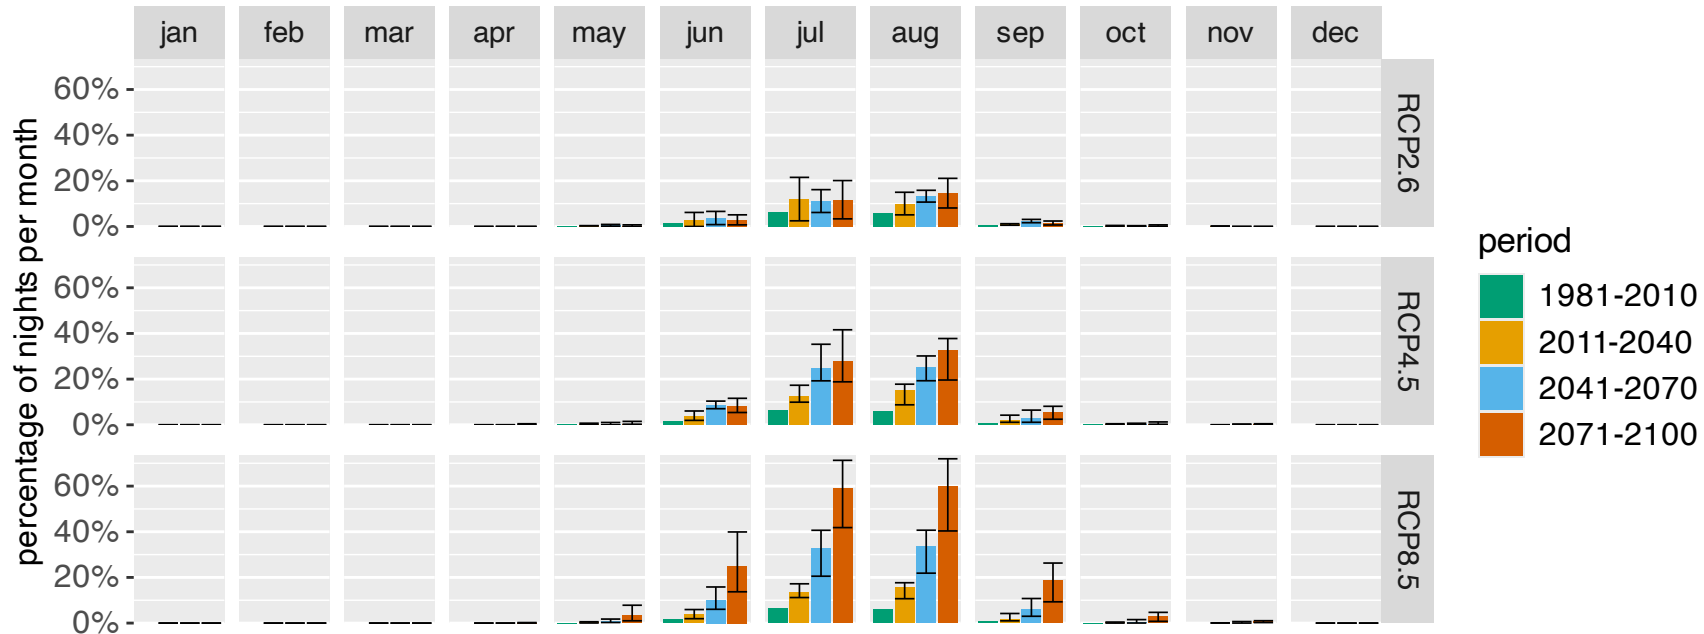 jan feb mar apr may jun jul aug sep oct nov dec
percentage of nights per month
60%
40%
20%
0%
RCP2.6
60%
40%
20%
0%
RCP4.5
60%
40%
20%
0%
RCP8.5
period
1981-2010
2011-2040
2041-2070
2071-2100